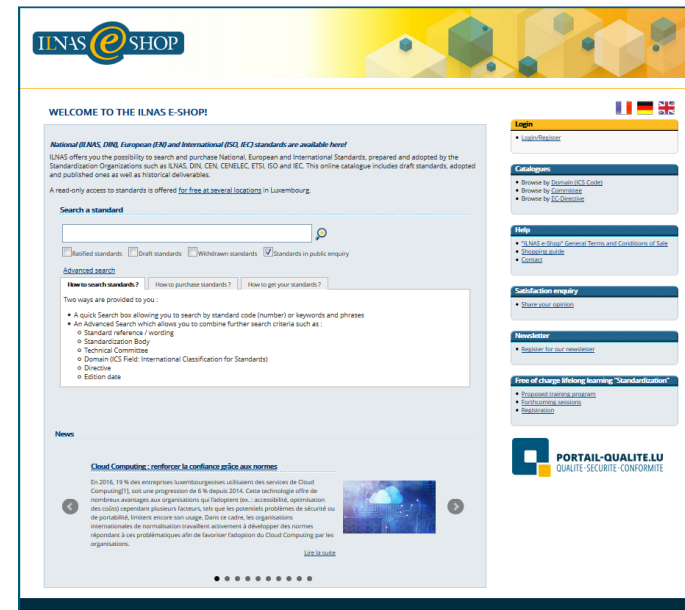 ILNAS e SHOP
WELCOME TO THE ILNAS E-SHOP!
National (ILNAS, DIN), European (EN) and International (ISO, IEC) standards are available here!
ILNAS offers you the possibility to search and purchase National, European and International Standards, prepared and adopted by the
Standardization Organizations such as ILNAS, DIN, CEN, CENELEC, ETSI, ISO and IEC. This online catalogue includes draft standards, adopted
and published ones as well as historical deliverables.
A read-only access to standards is offered for free at several locations in Luxembourg.
Search a standard
Ratified standards Draft standards Withdrawn standards Standards in public enquiry
Advanced search
How to search standards ? How to purchase standards ? How to get your standards ?
Two ways are provided to you :
• A quick Search box allowing you to search by standard code (number) or keywords and phrases
• An Advanced Search which allows you to combine further search criteria such as :
o Standard reference / wording
o Standardization Body
o Technical Committee
o Domain (ICS Field: International Classification for Standards)
o Directive
o Edition date
News
Cloud Computing : renforcer la confiance grâce aux normes
En 2016, 19 % des entreprises luxembourgeoises utilisaient des services de Cloud
Computing[1], soit une progression de 6 % depuis 2014. Cette technologie offre de
nombreux avantages aux organisations qui l'adoptent (ex. : accessibilité, optimisation
des coûts) cependant plusieurs facteurs, tels que les potentiels problèmes de sécurité ou
de portabilité, limitent encore son usage. Dans ce cadre, les organisations
internationales de normalisation travaillent activement à développer des normes
répondant à ces problématiques afin de favoriser l'adoption du Cloud Computing par les
organisations.
Lire la suite
Login
• Login/Register
Catalogues
• Browse by Domain (ICS Code)
• Browse by Committee
• Browse by EC-Directive
Help
• "ILNAS e-Shop" General Terms and Conditions of Sale
• Shopping guide
• Contact
Satisfaction enquiry
• Share your opinion
Newsletter
• Register for our newsletter
Free of charge lifelong learning "Standardization"
• Proposed training program
• Forthcoming sessions
• Registration
PORTAIL-QUALITE.LU
QUALITE·SECURITE·CONFORMITE